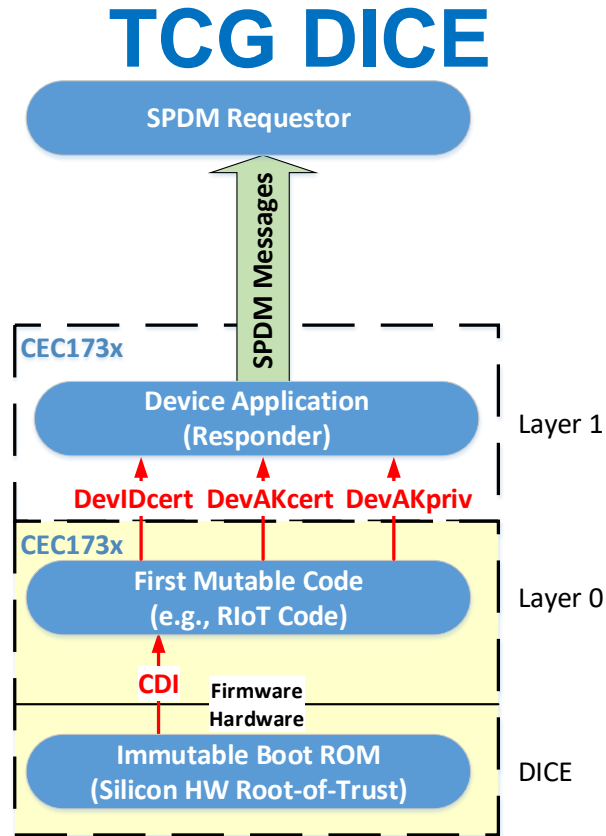 TCG DICE
SPDM Requestor
SPDM Messages
CEC173x
Device Application
(Responder)
Layer 1
DevIDcert DevAKcert DevAKpriv
CEC173x
First Mutable Code
(e.g., RIoT Code)
Layer 0
CDI
Firmware
Hardware
Immutable Boot ROM
(Silicon HW Root-of-Trust)
DICE